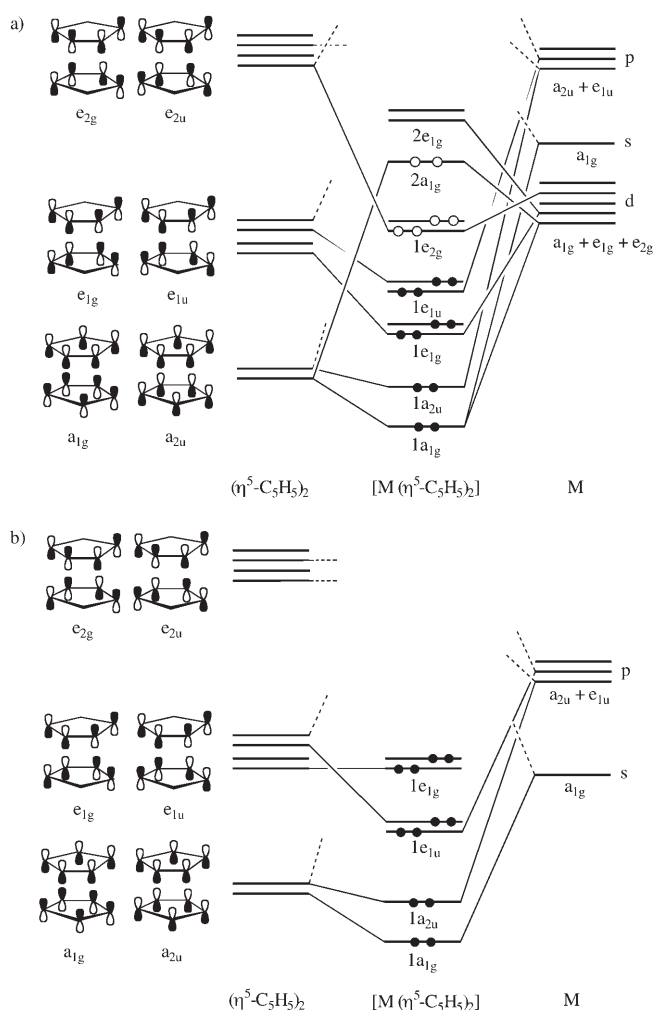 a)
e2g e2u
p
a2u + e1u
2e1g
s
a1g
2a1g
d
1e2g
a1g + e1g + e2g
e1g e1u
1e1u
1e1g
1a2u
a1g a2u
1a1g
(η5-C5H5)2 [M (η5-C5H5)2] M
b)
e2g e2u
p
a2u + e1u
e1g e1u
1e1g
s
a1g
1e1u
1a2u
a1g a2u
1a1g
(η5-C5H5)2 [M (η5-C5H5)2] M